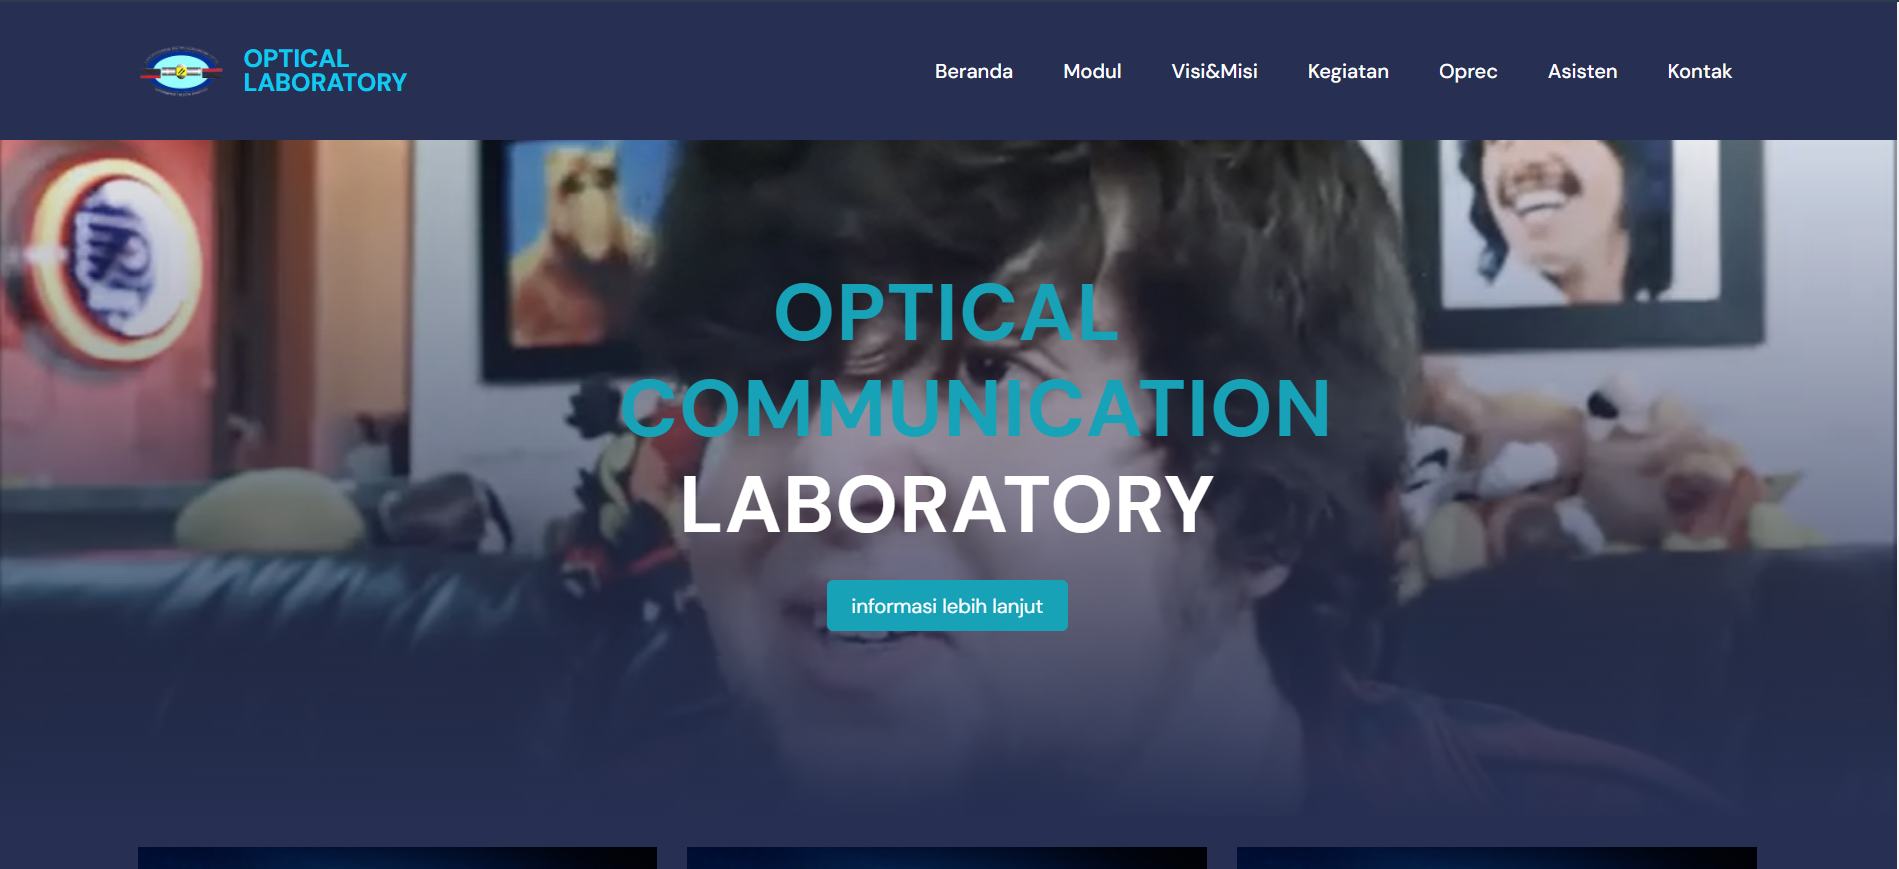 OPTICAL
LABORATORY
Beranda Modul Visi&Misi Kegiatan Oprec Asisten Kontak
OPTICAL
COMMUNICATION
LABORATORY
informasi lebih lanjut